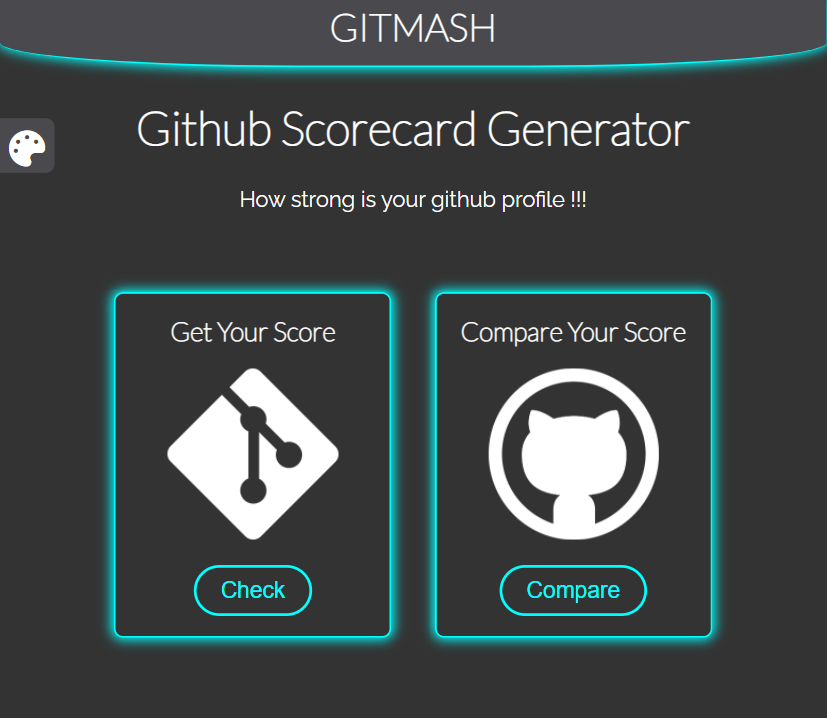 GITMASH
Github Scorecard Generator
How strong is your github profile !!!
Get Your Score
Compare Your Score
Check
Compare